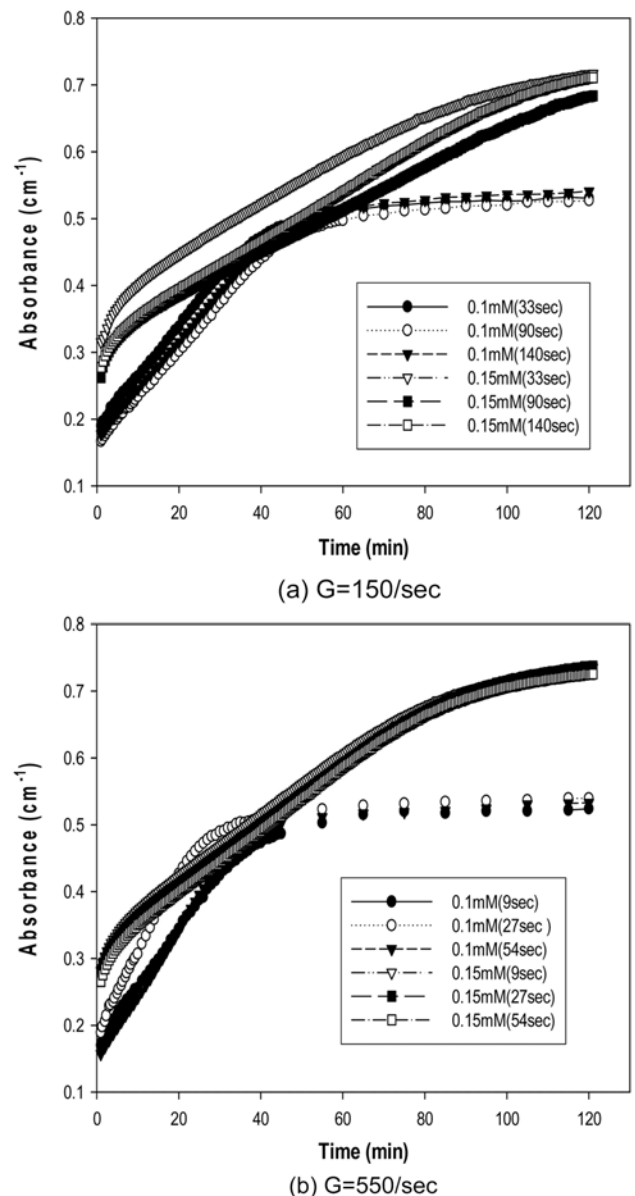 0.8
0.7
0.6
0.5
0.4
0.3
0.2
0.1
Absorbance (cm⁻¹)
0.1mM(33sec)
0.1mM(90sec)
0.1mM(140sec)
0.15mM(33sec)
0.15mM(90sec)
0.15mM(140sec)
0 20 40 60 80 100 120
Time (min)
(a) G=150/sec
0.8
0.7
0.6
0.5
0.4
0.3
0.2
0.1
Absorbance (cm⁻¹)
0.1mM(9sec)
0.1mM(27sec )
0.1mM(54sec)
0.15mM(9sec)
0.15mM(27sec)
0.15mM(54sec)
0 20 40 60 80 100 120
Time (min)
(b) G=550/sec